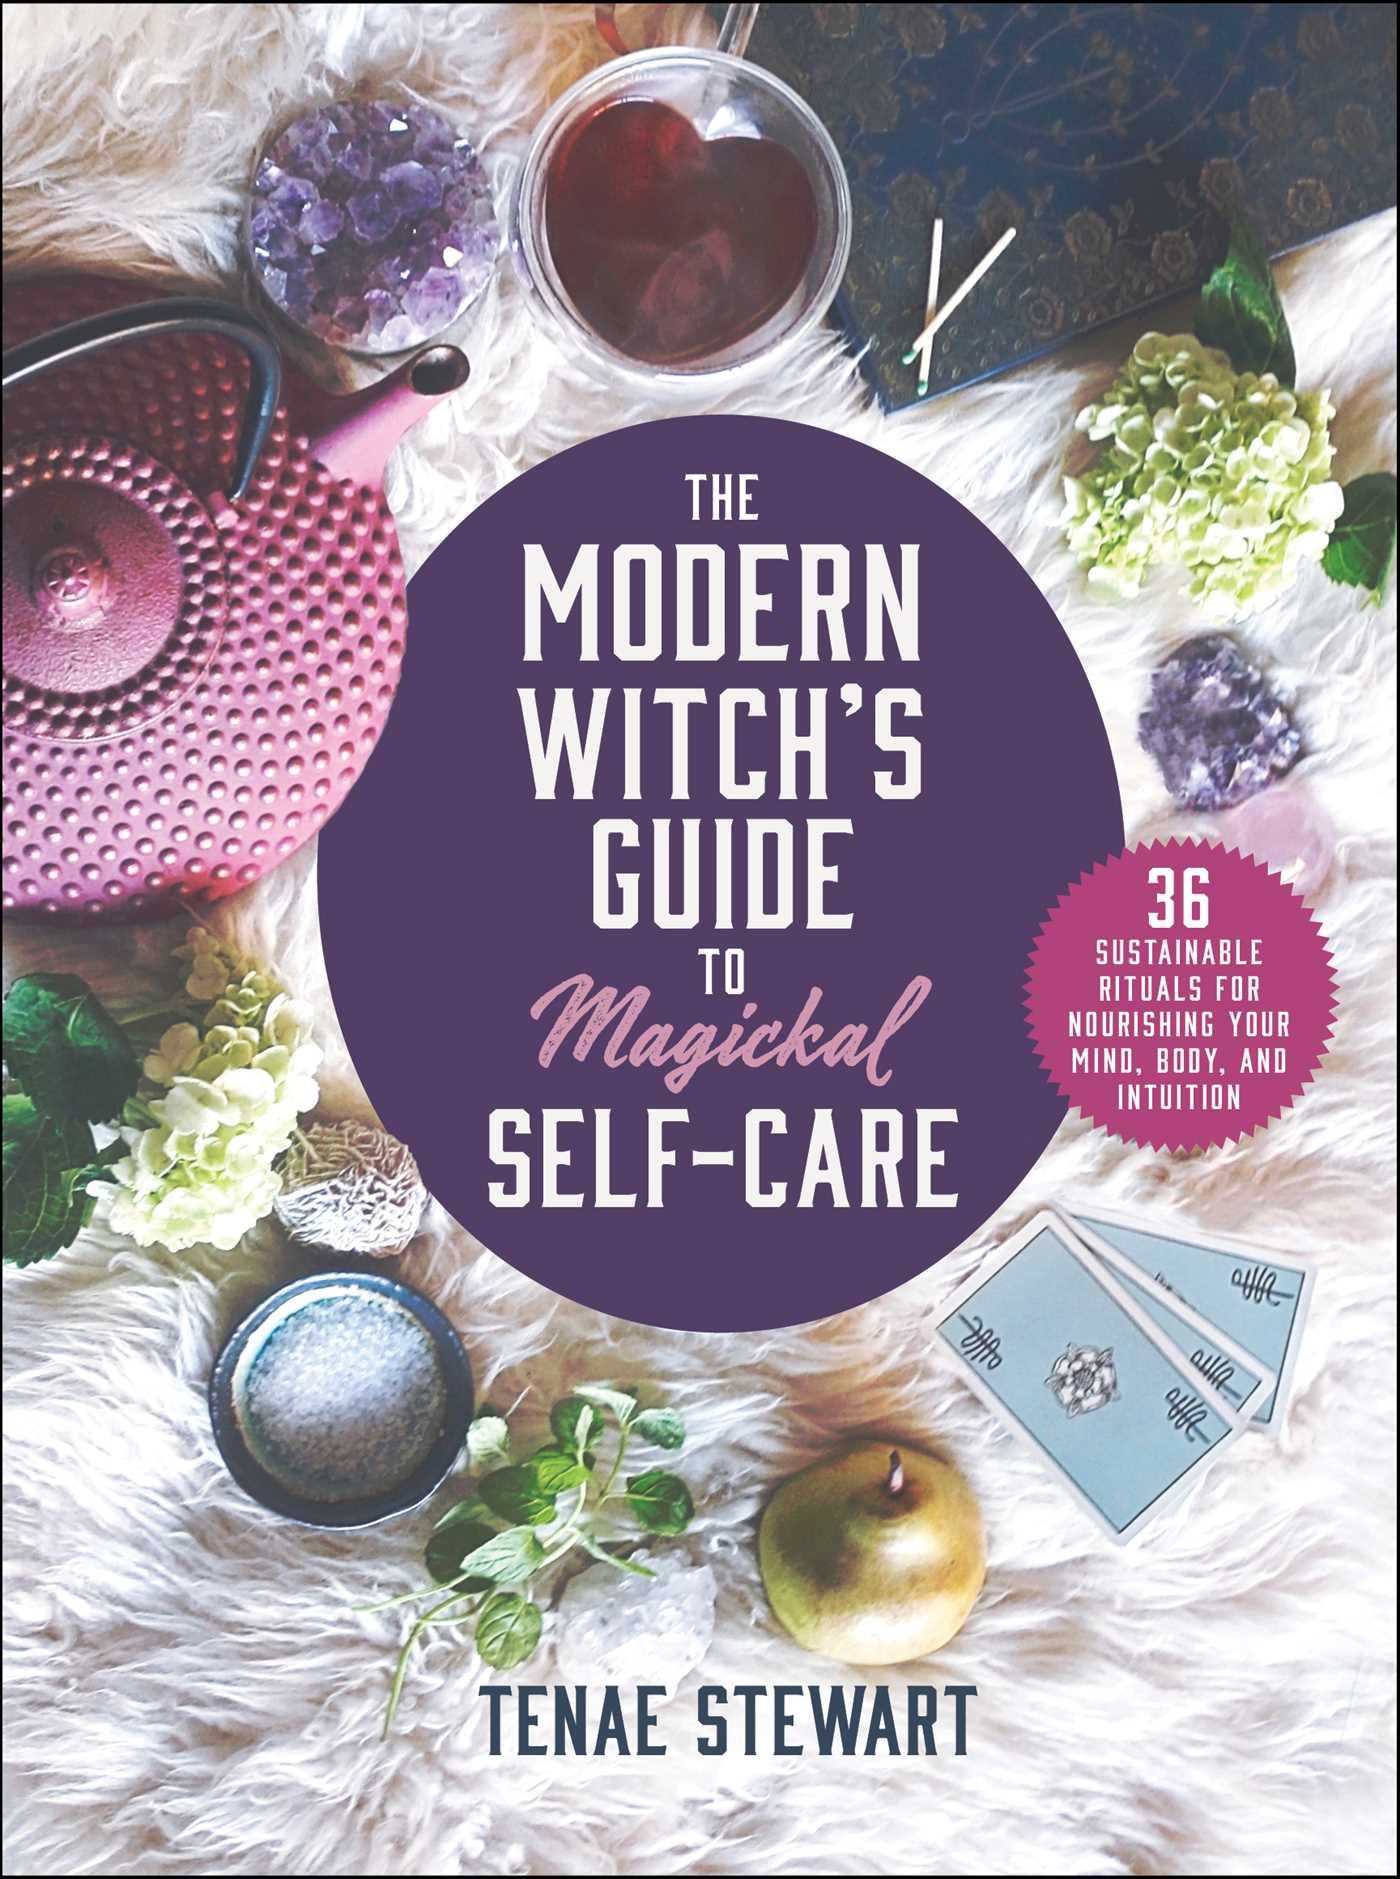 THE
MODERN
WITCH'S
GUIDE
TO
Magickal
SELF-CARE
36
SUSTAINABLE
RITUALS FOR
NOURISHING YOUR
MIND, BODY, AND
INTUITION
TENAE STEWART